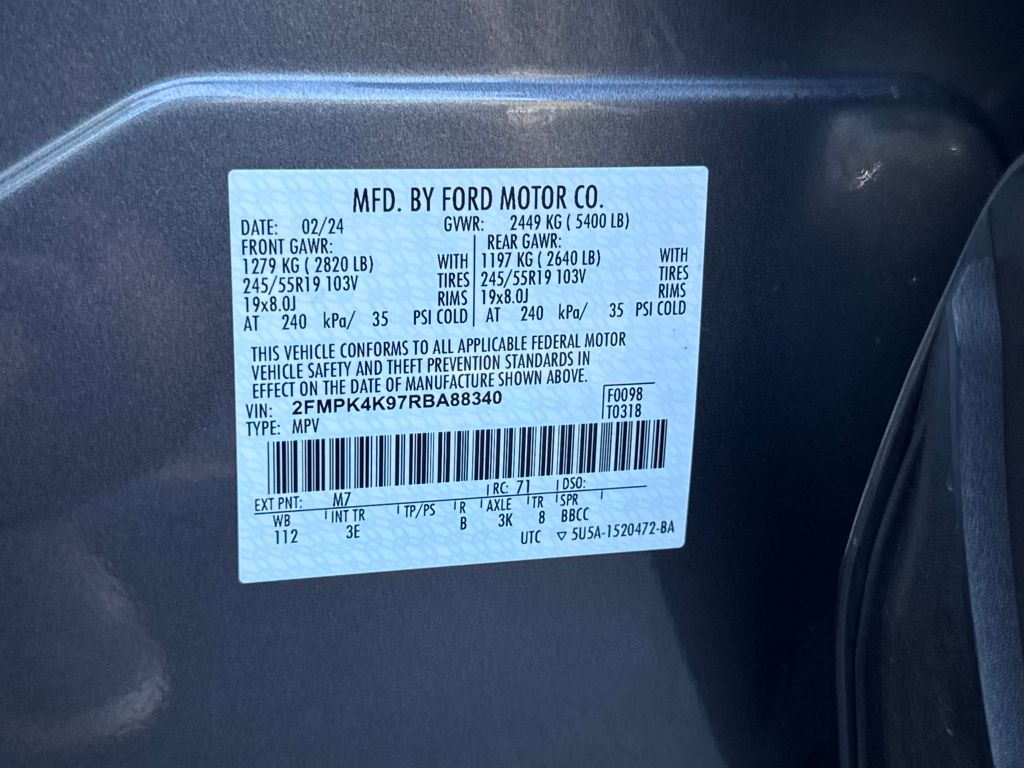 MFD. BY FORD MOTOR CO.
DATE: 02/24 GVWR: 2449 KG ( 5400 LB)
FRONT GAWR: REAR GAWR:
1279 KG ( 2820 LB) WITH 1197 KG ( 2640 LB) WITH
245/55R19 103V TIRES 245/55R19 103V TIRES
19x8.0J RIMS 19x8.0J RIMS
AT 240 kPa/ 35 PSI COLD AT 240 kPa/ 35 PSI COLD
THIS VEHICLE CONFORMS TO ALL APPLICABLE FEDERAL MOTOR
VEHICLE SAFETY AND THEFT PREVENTION STANDARDS IN
EFFECT ON THE DATE OF MANUFACTURE SHOWN ABOVE.
VIN: 2FMPK4K97RBA88340 F0098
TYPE: MPV T0318
EXT PNT: M7 RC: 71 DSO:
WB INT TR TP/PS R AXLE TR SPR
112 3E B 3K 8 BBCC
UTC ▽ 5U5A-1520472-BA